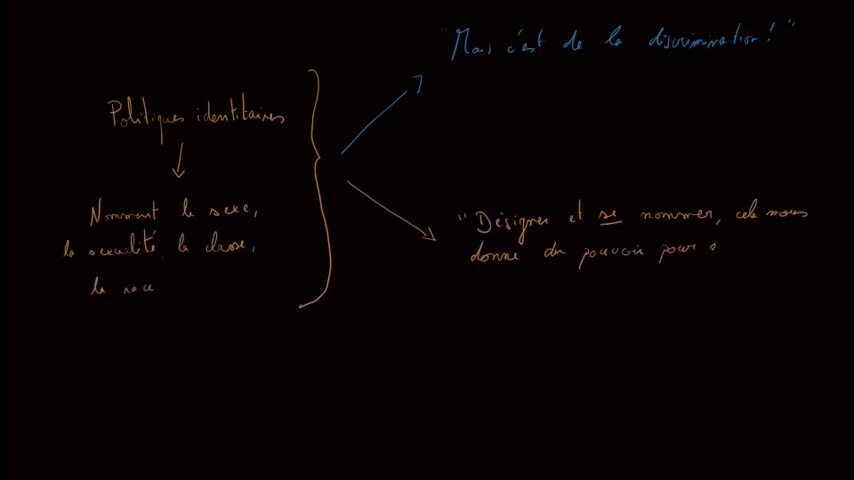 "Mais c'est de la discrimination!"
Politiques identitaires
Nomment le sexe,
la sexualité, la classe,
la race
"Désigner et se nommer, cela nous
donne du pouvoir pour s